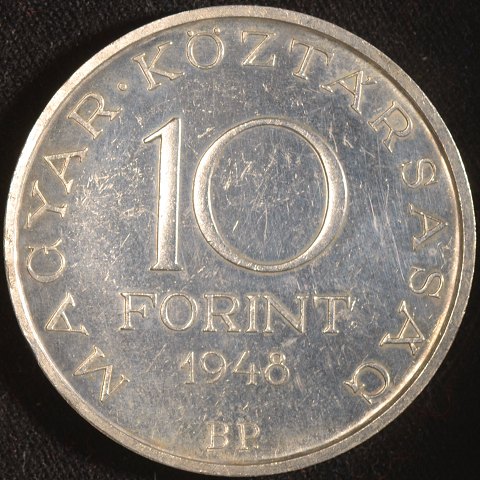 MAGYAR · KÖZTÁRSASÁG
10
FORINT
1948
BP.